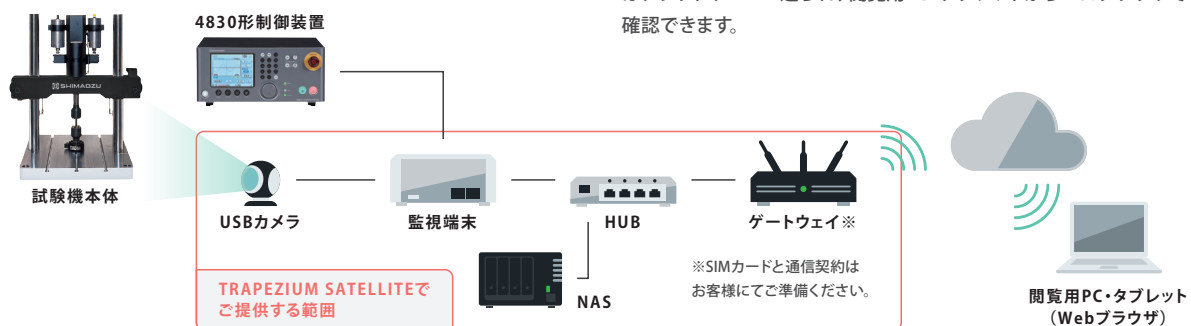 確認できます。
4830形制御装置
SHIMADZU
試験機本体
USBカメラ
監視端末
HUB
ゲートウェイ※
NAS
※SIMカードと通信契約は
お客様にてご準備ください。
TRAPEZIUM SATELLITEで
ご提供する範囲
閲覧用PC・タブレット
（Webブラウザ）